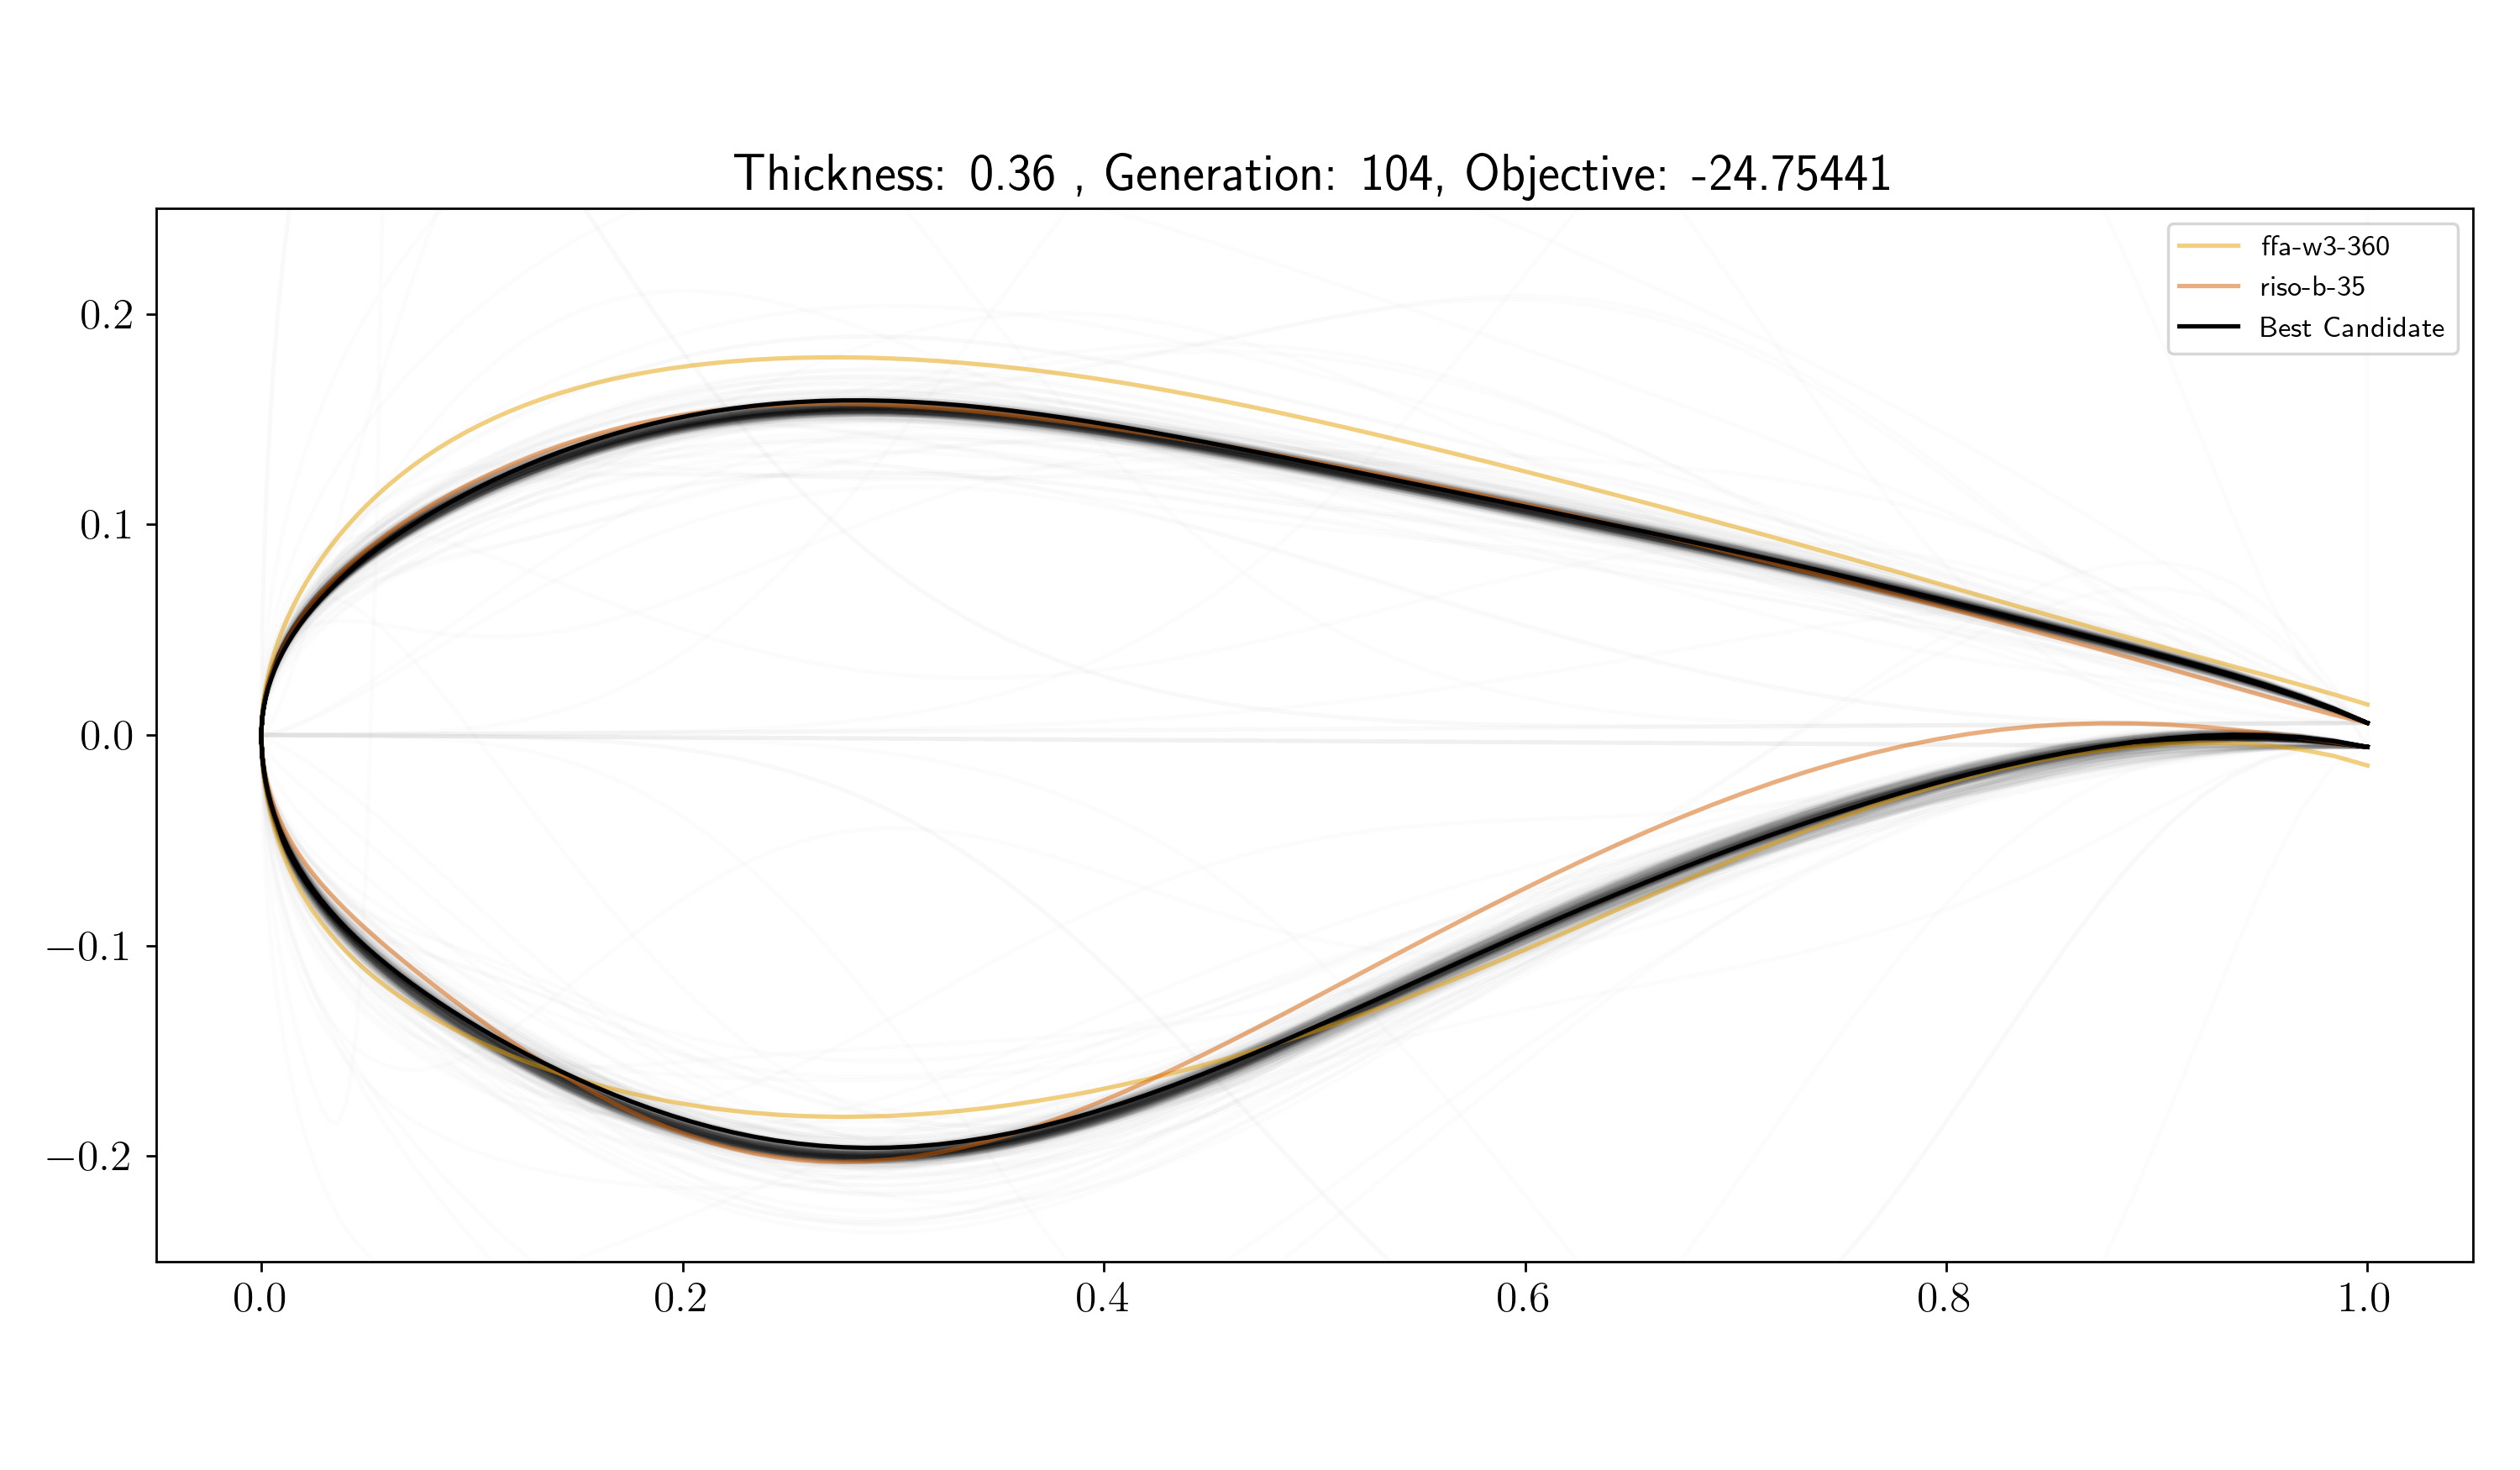 Thickness: 0.36 , Generation: 104, Objective: -24.75441
ffa-w3-360
riso-b-35
Best Candidate
0.2
0.1
0.0
−0.1
−0.2
0.0 0.2 0.4 0.6 0.8 1.0